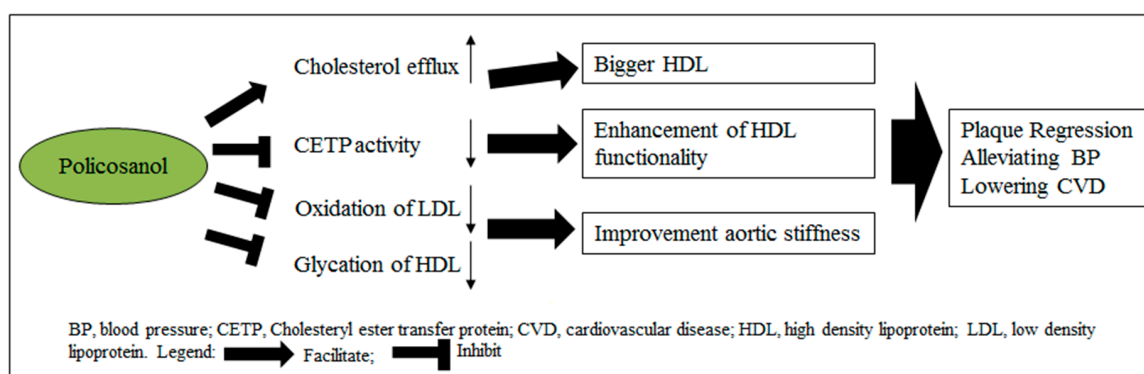 Policosanol
Cholesterol efflux
CETP activity
Oxidation of LDL
Glycation of HDL
Bigger HDL
Enhancement of HDL
functionality
Improvement aortic stiffness
Plaque Regression
Alleviating BP
Lowering CVD
BP, blood pressure; CETP, Cholesteryl ester transfer protein; CVD, cardiovascular disease; HDL, high density lipoprotein; LDL, low density
lipoprotein. Legend: Facilitate; Inhibit